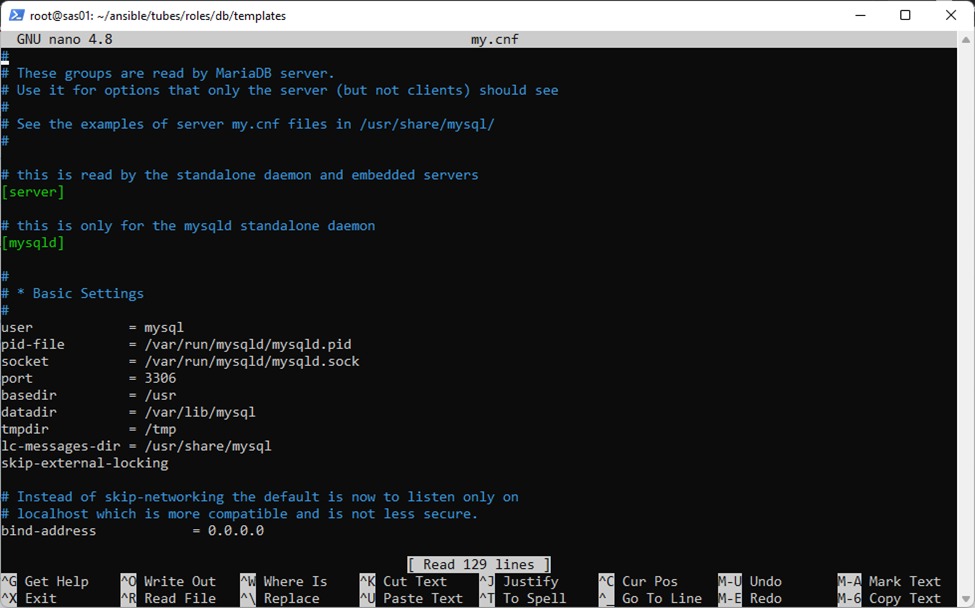 root@sas01: ~/ansible/tubes/roles/db/templates
GNU nano 4.8 my.cnf
#
# These groups are read by MariaDB server.
# Use it for options that only the server (but not clients) should see
#
# See the examples of server my.cnf files in /usr/share/mysql/
#
# this is read by the standalone daemon and embedded servers
[server]
# this is only for the mysqld standalone daemon
[mysqld]
#
# * Basic Settings
#
user = mysql
pid-file = /var/run/mysqld/mysqld.pid
socket = /var/run/mysqld/mysqld.sock
port = 3306
basedir = /usr
datadir = /var/lib/mysql
tmpdir = /tmp
lc-messages-dir = /usr/share/mysql
skip-external-locking
# Instead of skip-networking the default is now to listen only on
# localhost which is more compatible and is not less secure.
bind-address = 0.0.0.0
[ Read 129 lines ]
^G Get Help ^O Write Out ^W Where Is ^K Cut Text ^J Justify ^C Cur Pos M-U Undo M-A Mark Text
^X Exit ^R Read File ^\ Replace ^U Paste Text ^T To Spell ^_ Go To Line M-E Redo M-6 Copy Text